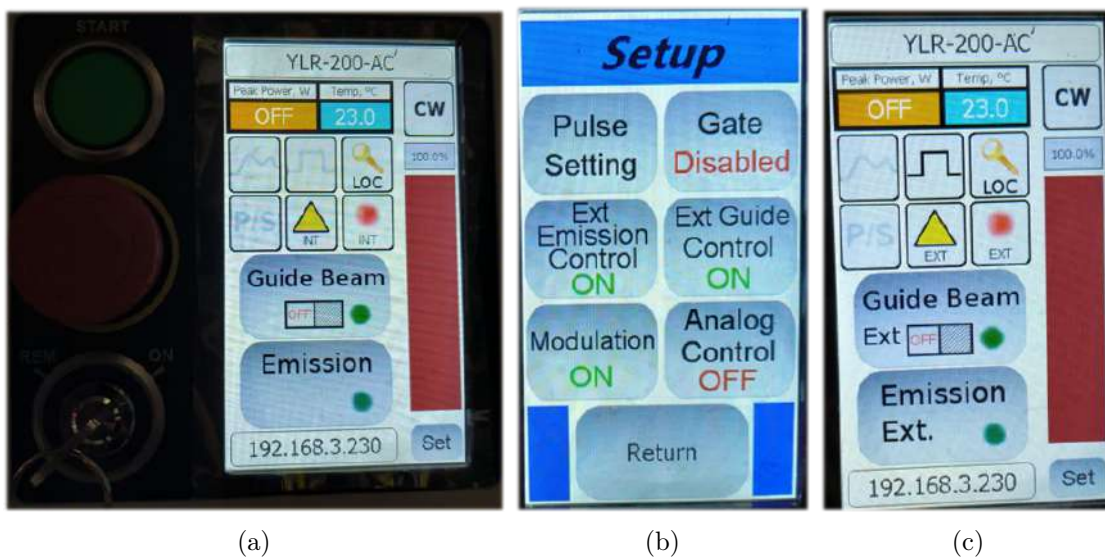 START
YLR-200-AC
Peak Power, W Temp, ºC
OFF 23.0 CW
100.0%
LOC
P/S INT INT
Guide Beam
OFF
Emission
REM ON
192.168.3.230 Set
(a)
Setup
Pulse
Setting
Gate
Disabled
Ext
Emission
Control
ON
Ext Guide
Control
ON
Modulation
ON
Analog
Control
OFF
Return
(b)
YLR-200-AC
Peak Power, W Temp, ºC
OFF 23.0 CW
100.0%
LOC
P/S EXT EXT
Guide Beam
Ext OFF
Emission
Ext.
192.168.3.230 Set
(c)